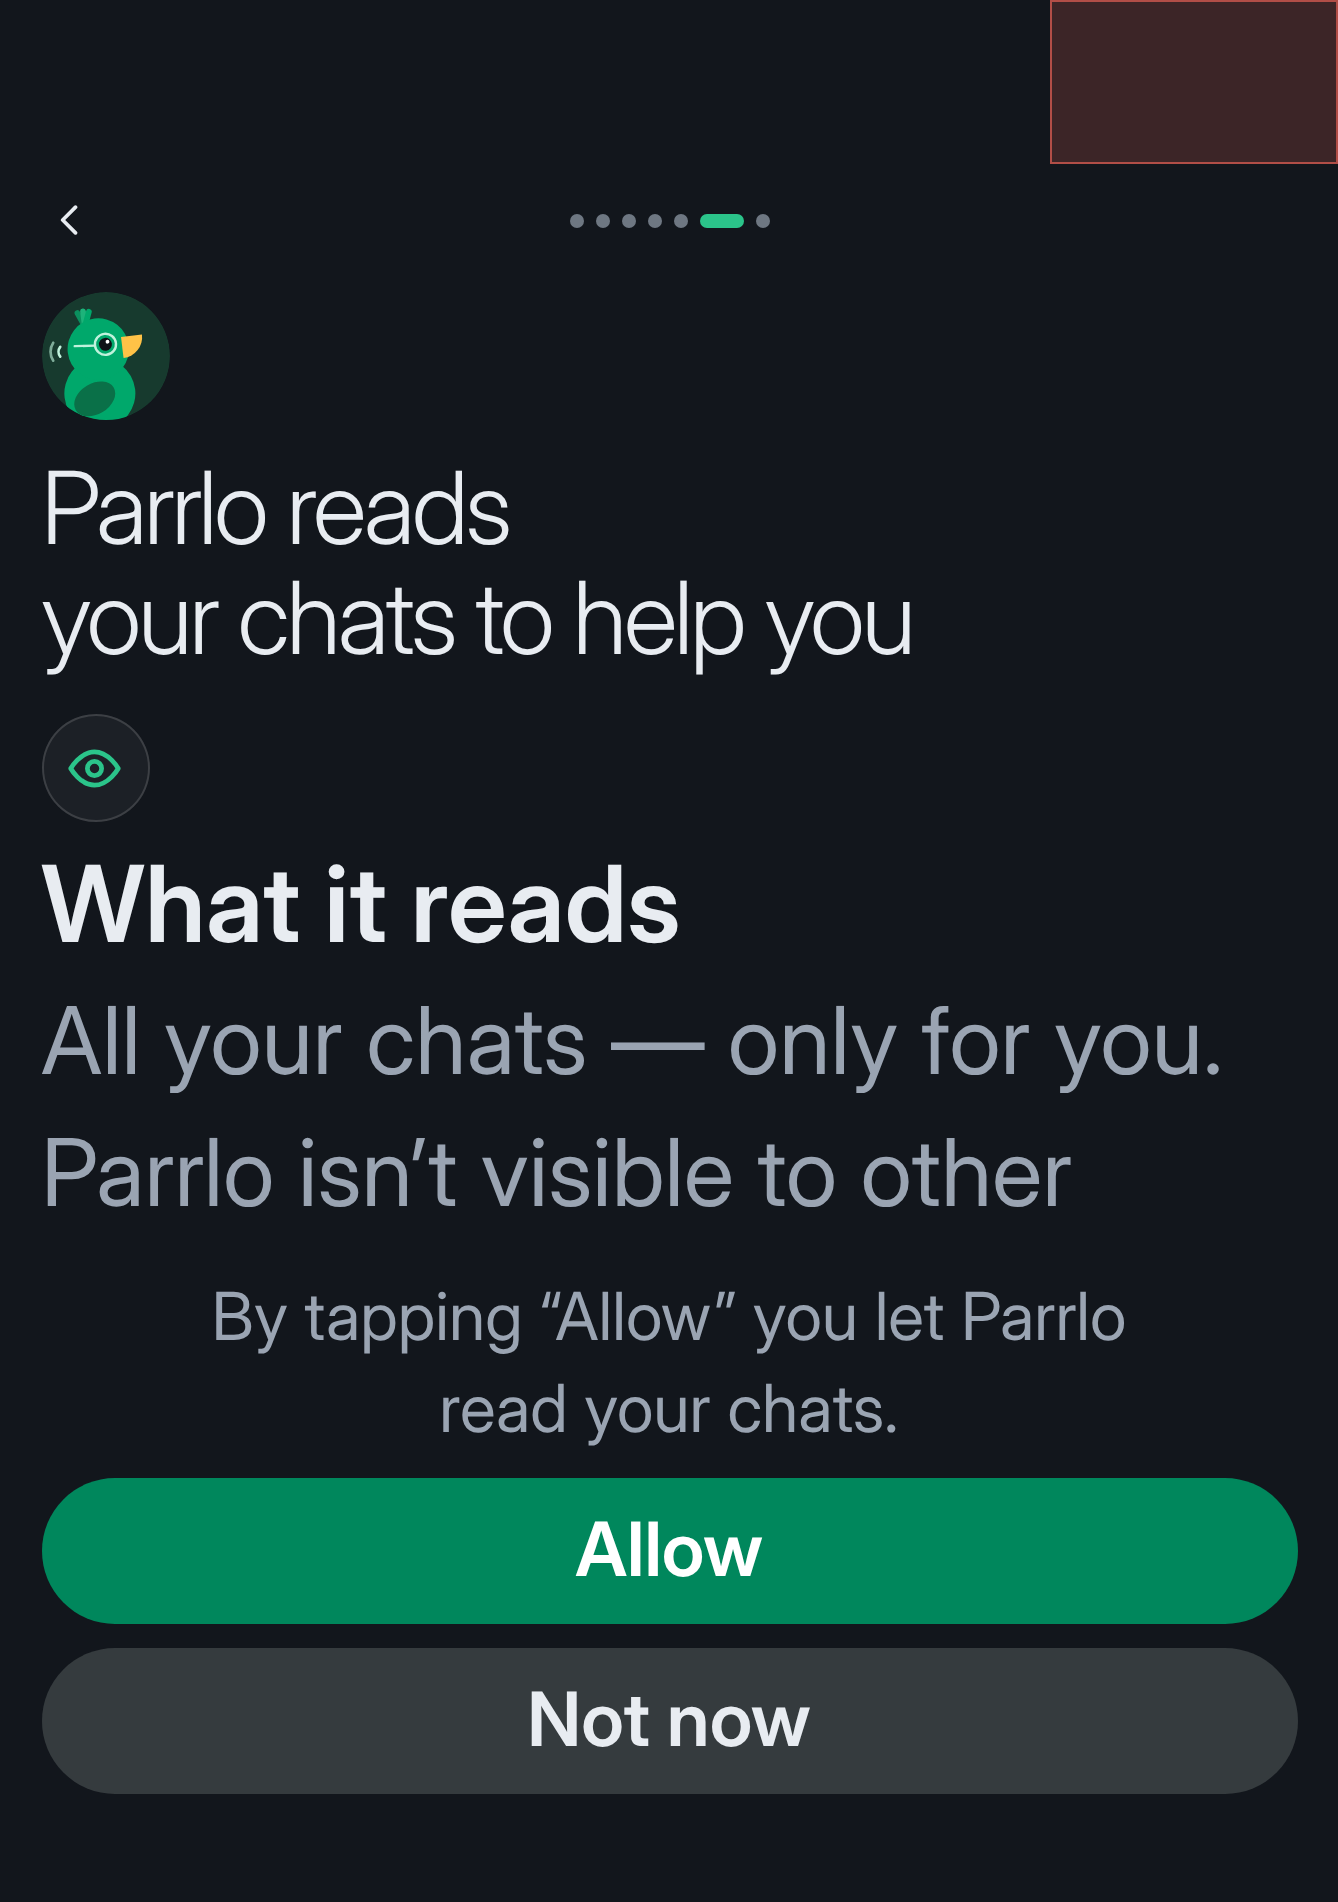 Parrlo reads
your chats to help you
What it reads
All your chats — only for you.
Parrlo isn’t visible to other
By tapping “Allow” you let Parrlo
read your chats.
Allow
Not now